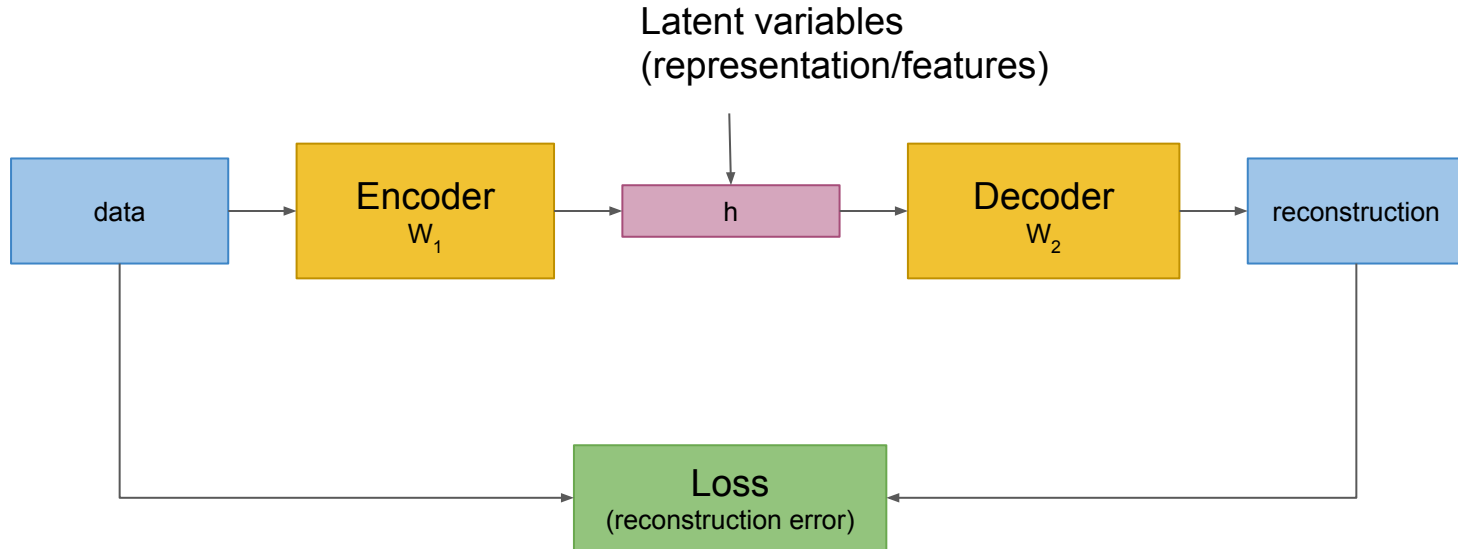 Latent variables
(representation/features)
data
Encoder
W₁
h
Decoder
W₂
reconstruction
Loss
(reconstruction error)